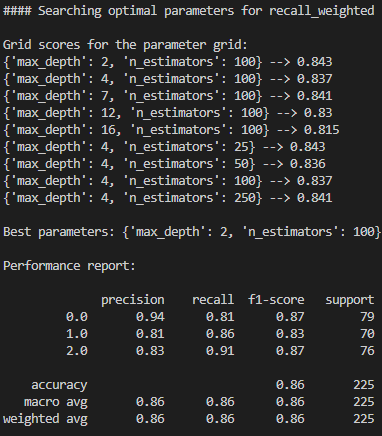 #### Searching optimal parameters for recall_weighted
Grid scores for the parameter grid:
{'max_depth': 2, 'n_estimators': 100} --> 0.843
{'max_depth': 4, 'n_estimators': 100} --> 0.837
{'max_depth': 7, 'n_estimators': 100} --> 0.841
{'max_depth': 12, 'n_estimators': 100} --> 0.83
{'max_depth': 16, 'n_estimators': 100} --> 0.815
{'max_depth': 4, 'n_estimators': 25} --> 0.843
{'max_depth': 4, 'n_estimators': 50} --> 0.836
{'max_depth': 4, 'n_estimators': 100} --> 0.837
{'max_depth': 4, 'n_estimators': 250} --> 0.841
Best parameters: {'max_depth': 2, 'n_estimators': 100}
Performance report:
precision recall f1-score support
0.0 0.94 0.81 0.87 79
1.0 0.81 0.86 0.83 70
2.0 0.83 0.91 0.87 76
accuracy 0.86 225
macro avg 0.86 0.86 0.86 225
weighted avg 0.86 0.86 0.86 225